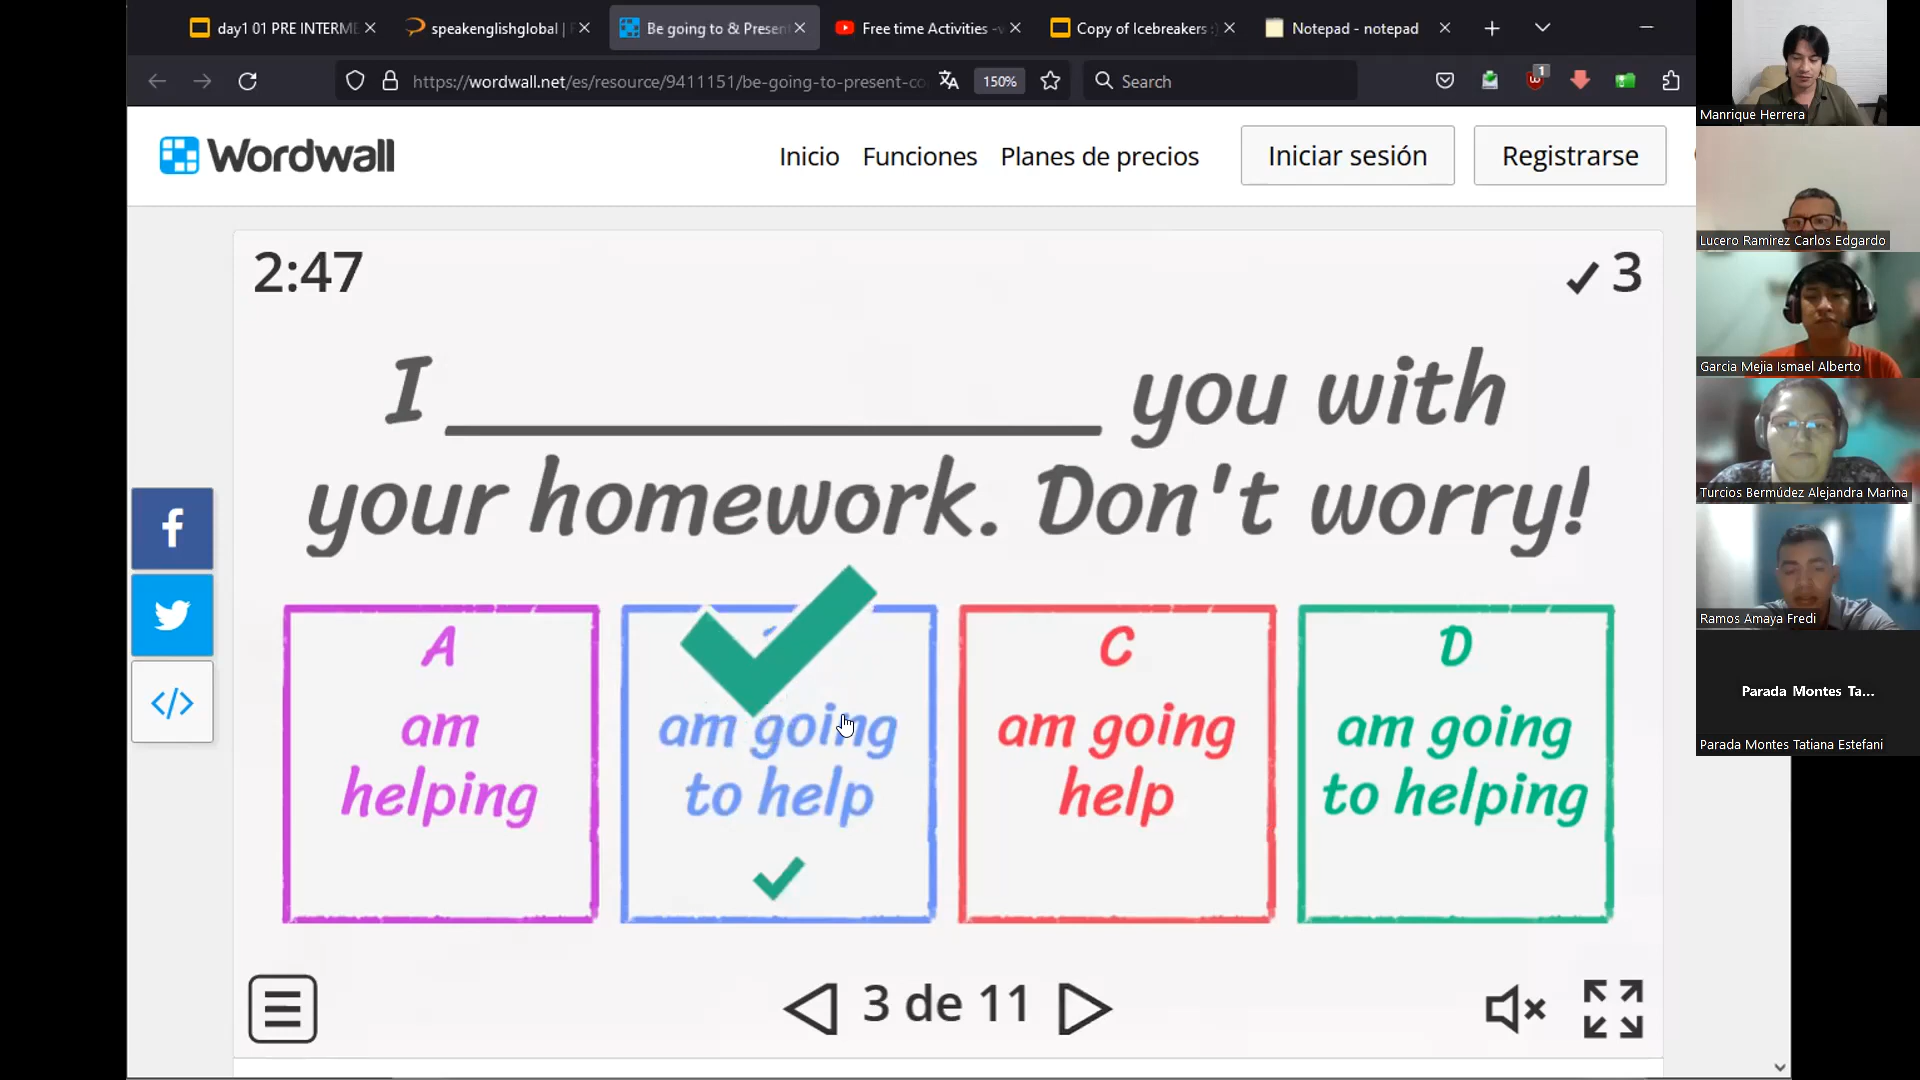 day1 01 PRE INTERME
speakenglishglobal |
Be going to & Present
Free time Activities -
Copy of Icebreakers :)
Notepad - notepad
https://wordwall.net/es/resource/9411151/be-going-to-present-co
150%
Search
1
Wordwall
Inicio
Funciones
Planes de precios
Iniciar sesión
Registrarse
2:47
3
I ____________ you with
your homework. Don't worry!
A
am
helping
am going
to help
C
am going
help
D
am going
to helping
3 de 11
Manrique Herrera
Lucero Ramirez Carlos Edgardo
Garcia Mejia Ismael Alberto
Turcios Bermúdez Alejandra Marina
Ramos Amaya Fredi
Parada Montes Ta...
Parada Montes Tatiana Estefani